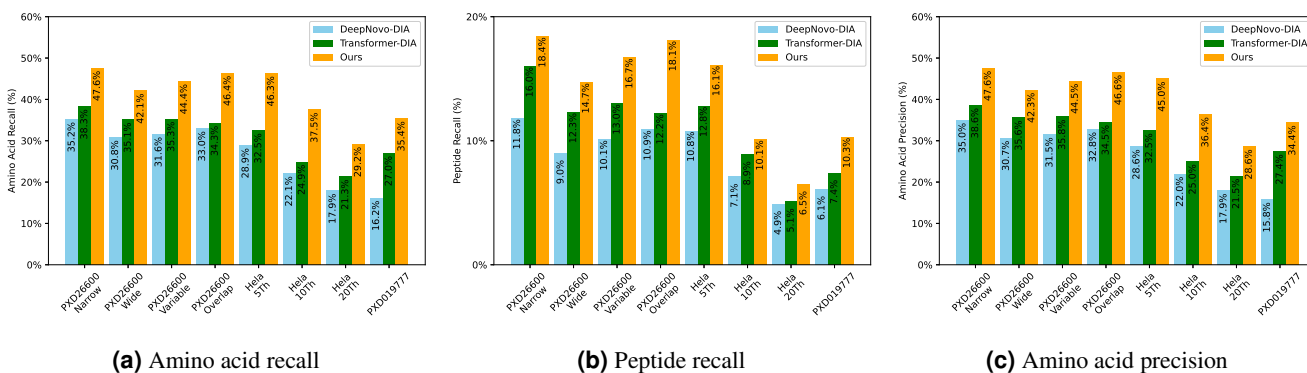 60%
50%
40%
30%
20%
10%
0%
Amino Acid Recall (%)
DeepNovo-DIA
Transformer-DIA
Ours
35.2%
38.3%
47.6%
30.8%
35.1%
42.1%
31.6%
35.3%
44.4%
33.0%
34.3%
46.4%
28.9%
32.5%
46.3%
22.1%
24.9%
37.5%
17.9%
21.3%
29.2%
16.2%
27.0%
35.4%
PXD26600
Narrow
PXD26600
Wide
PXD26600
Variable
PXD26600
Overlap
Hela
5Th
Hela
10Th
Hela
20Th
PXD019777
(a) Amino acid recall
20%
10%
0%
Peptide Recall (%)
DeepNovo-DIA
Transformer-DIA
Ours
11.8%
16.0%
18.4%
9.0%
12.3%
14.7%
10.1%
13.0%
16.7%
10.9%
12.2%
18.1%
10.8%
12.8%
16.1%
7.1%
8.9%
10.1%
4.9%
5.1%
6.5%
6.1%
7.4%
10.3%
PXD26600
Narrow
PXD26600
Wide
PXD26600
Variable
PXD26600
Overlap
Hela
5Th
Hela
10Th
Hela
20Th
PXD019777
(b) Peptide recall
60%
50%
40%
30%
20%
10%
0%
Amino Acid Precision (%)
DeepNovo-DIA
Transformer-DIA
Ours
35.0%
38.6%
47.6%
30.7%
35.6%
42.3%
31.5%
35.8%
44.5%
32.8%
34.5%
46.6%
28.6%
32.5%
45.0%
22.0%
25.0%
36.4%
17.9%
21.5%
28.6%
15.8%
27.4%
34.4%
PXD26600
Narrow
PXD26600
Wide
PXD26600
Variable
PXD26600
Overlap
Hela
5Th
Hela
10Th
Hela
20Th
PXD019777
(c) Amino acid precision